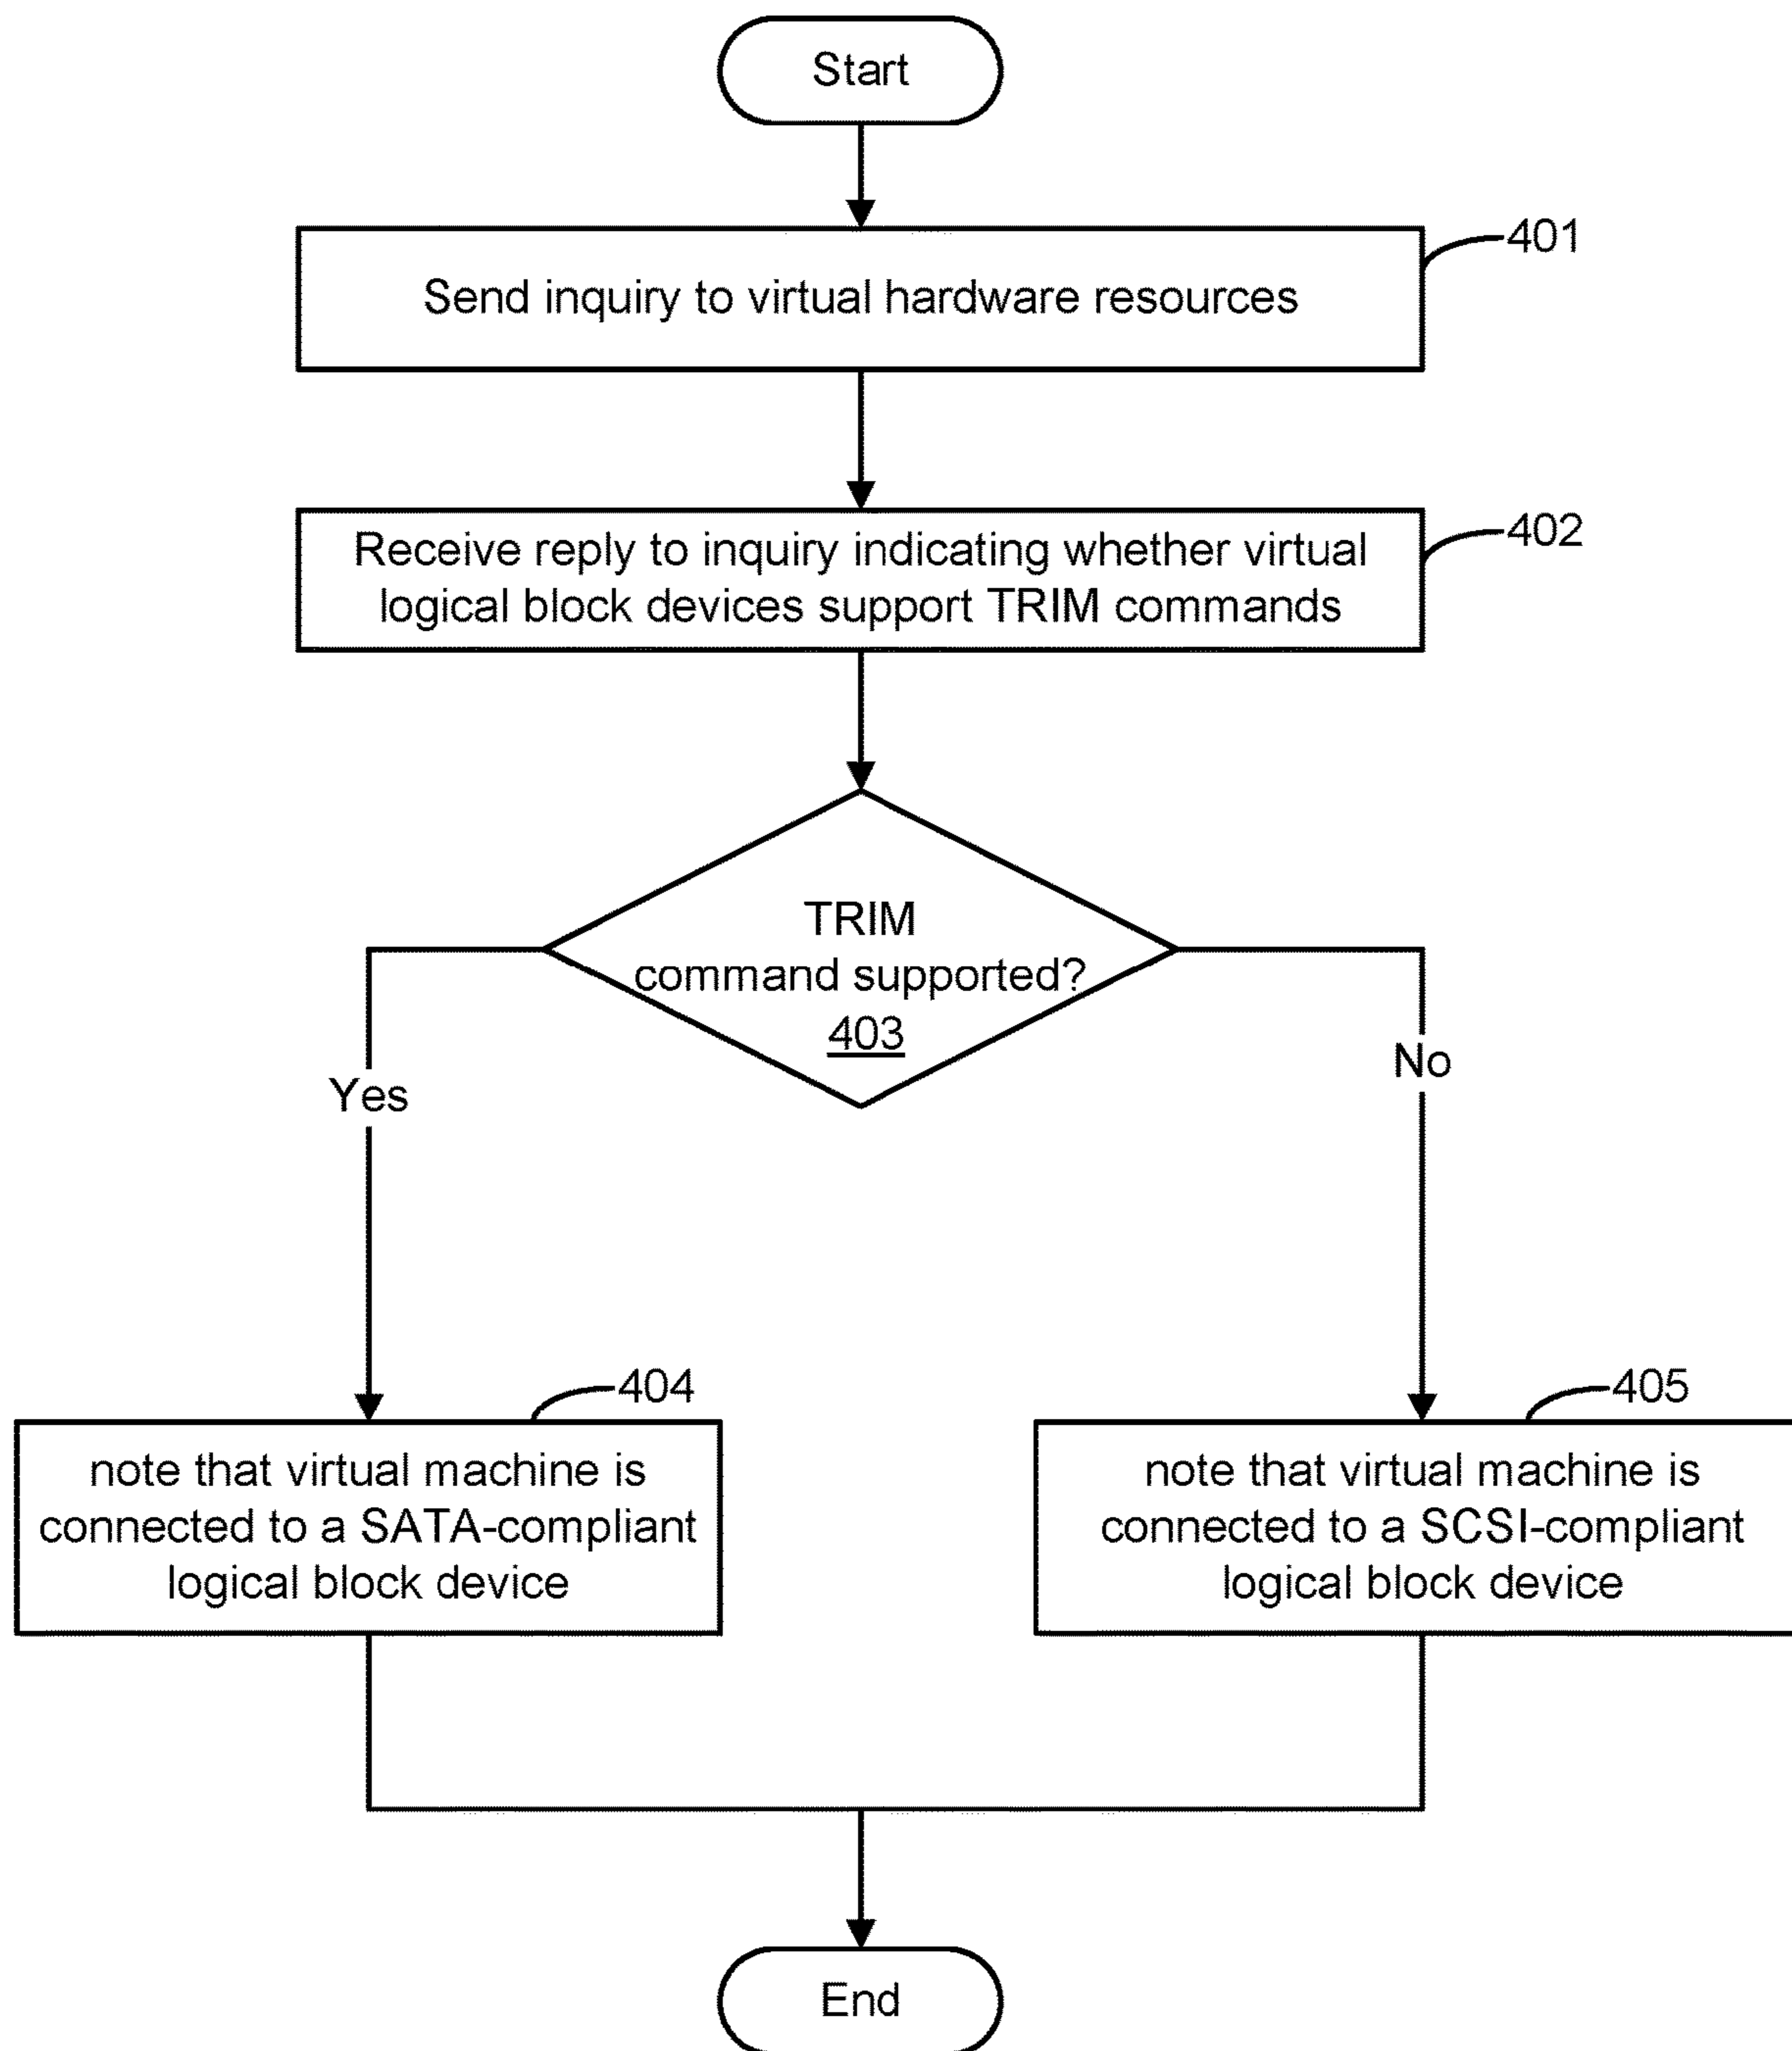 Start
401
Send inquiry to virtual hardware resources
402
Receive reply to inquiry indicating whether virtual
logical block devices support TRIM commands
TRIM
command supported?
403
Yes
No
404
note that virtual machine is
connected to a SATA-compliant
logical block device
405
note that virtual machine is
connected to a SCSI-compliant
logical block device
End